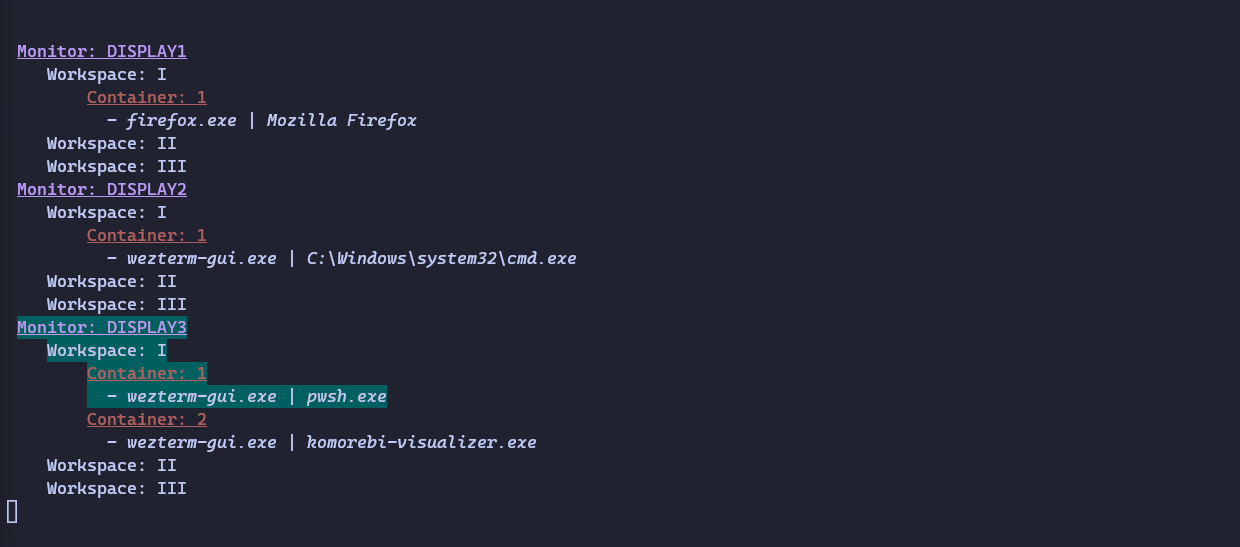 Monitor: DISPLAY1
Workspace: I
Container: 1
- firefox.exe | Mozilla Firefox
Workspace: II
Workspace: III
Monitor: DISPLAY2
Workspace: I
Container: 1
- wezterm-gui.exe | C:\Windows\system32\cmd.exe
Workspace: II
Workspace: III
Monitor: DISPLAY3
Workspace: I
Container: 1
- wezterm-gui.exe | pwsh.exe
Container: 2
- wezterm-gui.exe | komorebi-visualizer.exe
Workspace: II
Workspace: III